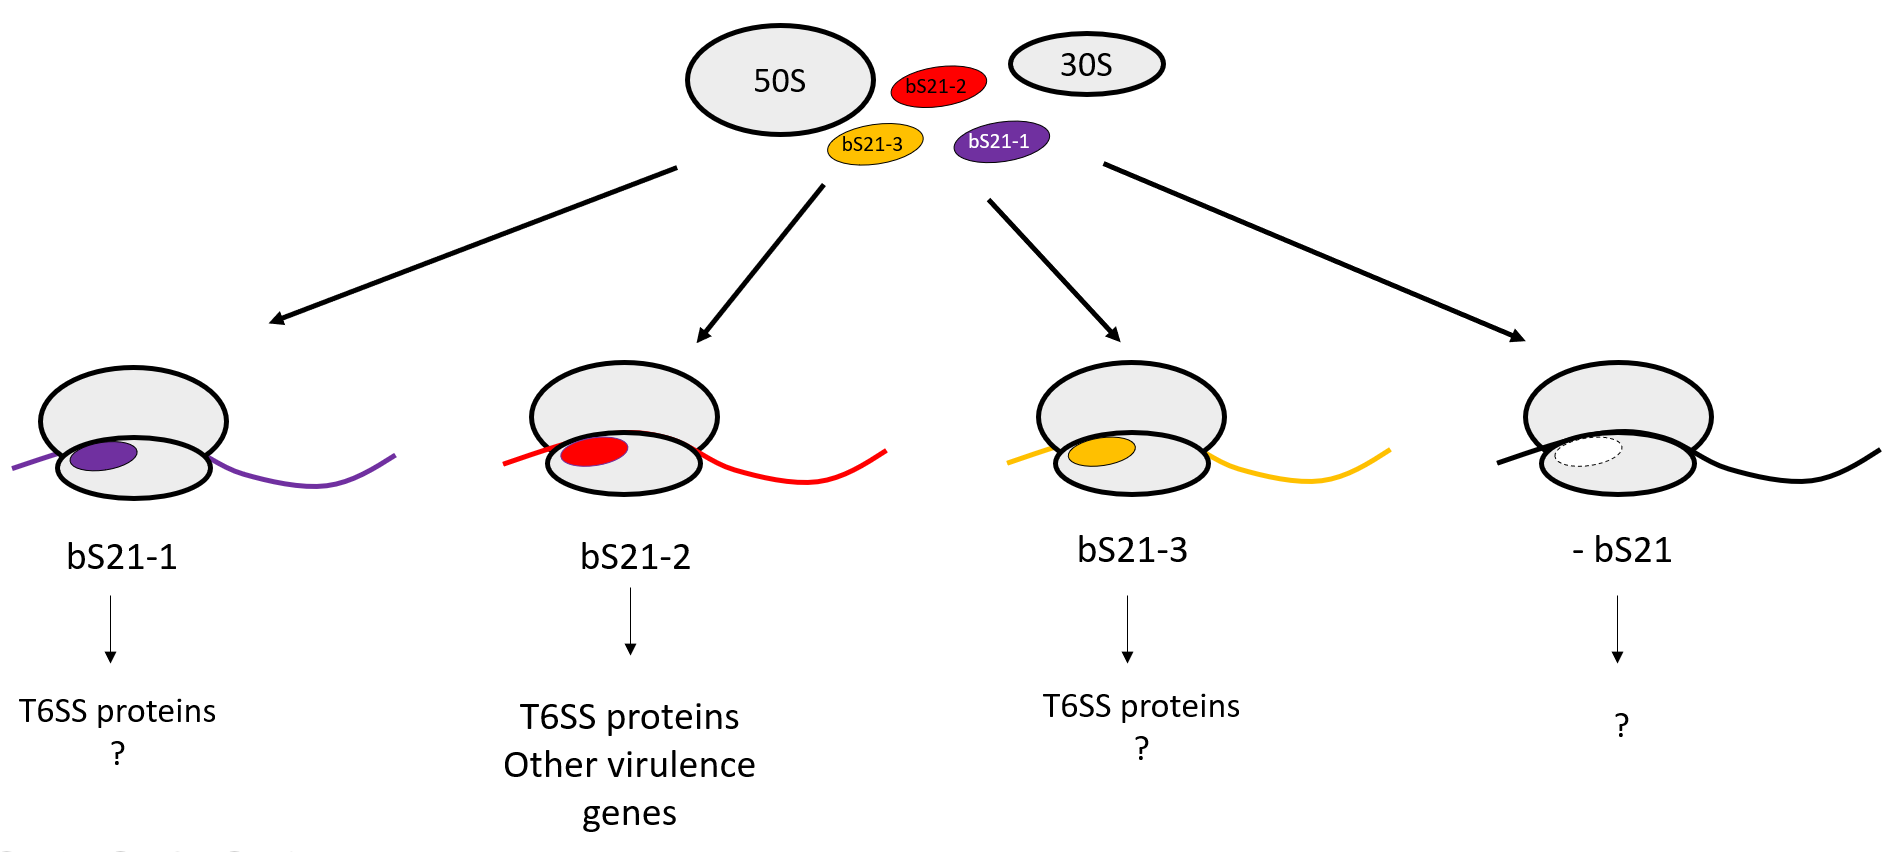 50S
30S
bS21-2
bS21-3
bS21-1
bS21-1
bS21-2
bS21-3
- bS21
T6SS proteins
?
T6SS proteins
Other virulence
genes
T6SS proteins
?
?